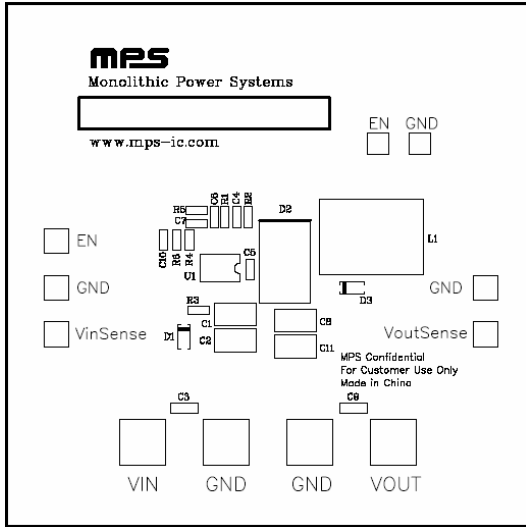 mps
Monolithic Power Systems
www.mps-ic.com
EN GND
R5
C7
C6
R1
C4
R2
D2
L1
C10
R6
R4
U1
C5
EN
GND
VinSense
R3
C1
C2
D1
C8
C11
D3
GND
VoutSense
MPS Confidential
For Customer Use Only
Made in China
C3
C9
VIN GND GND VOUT